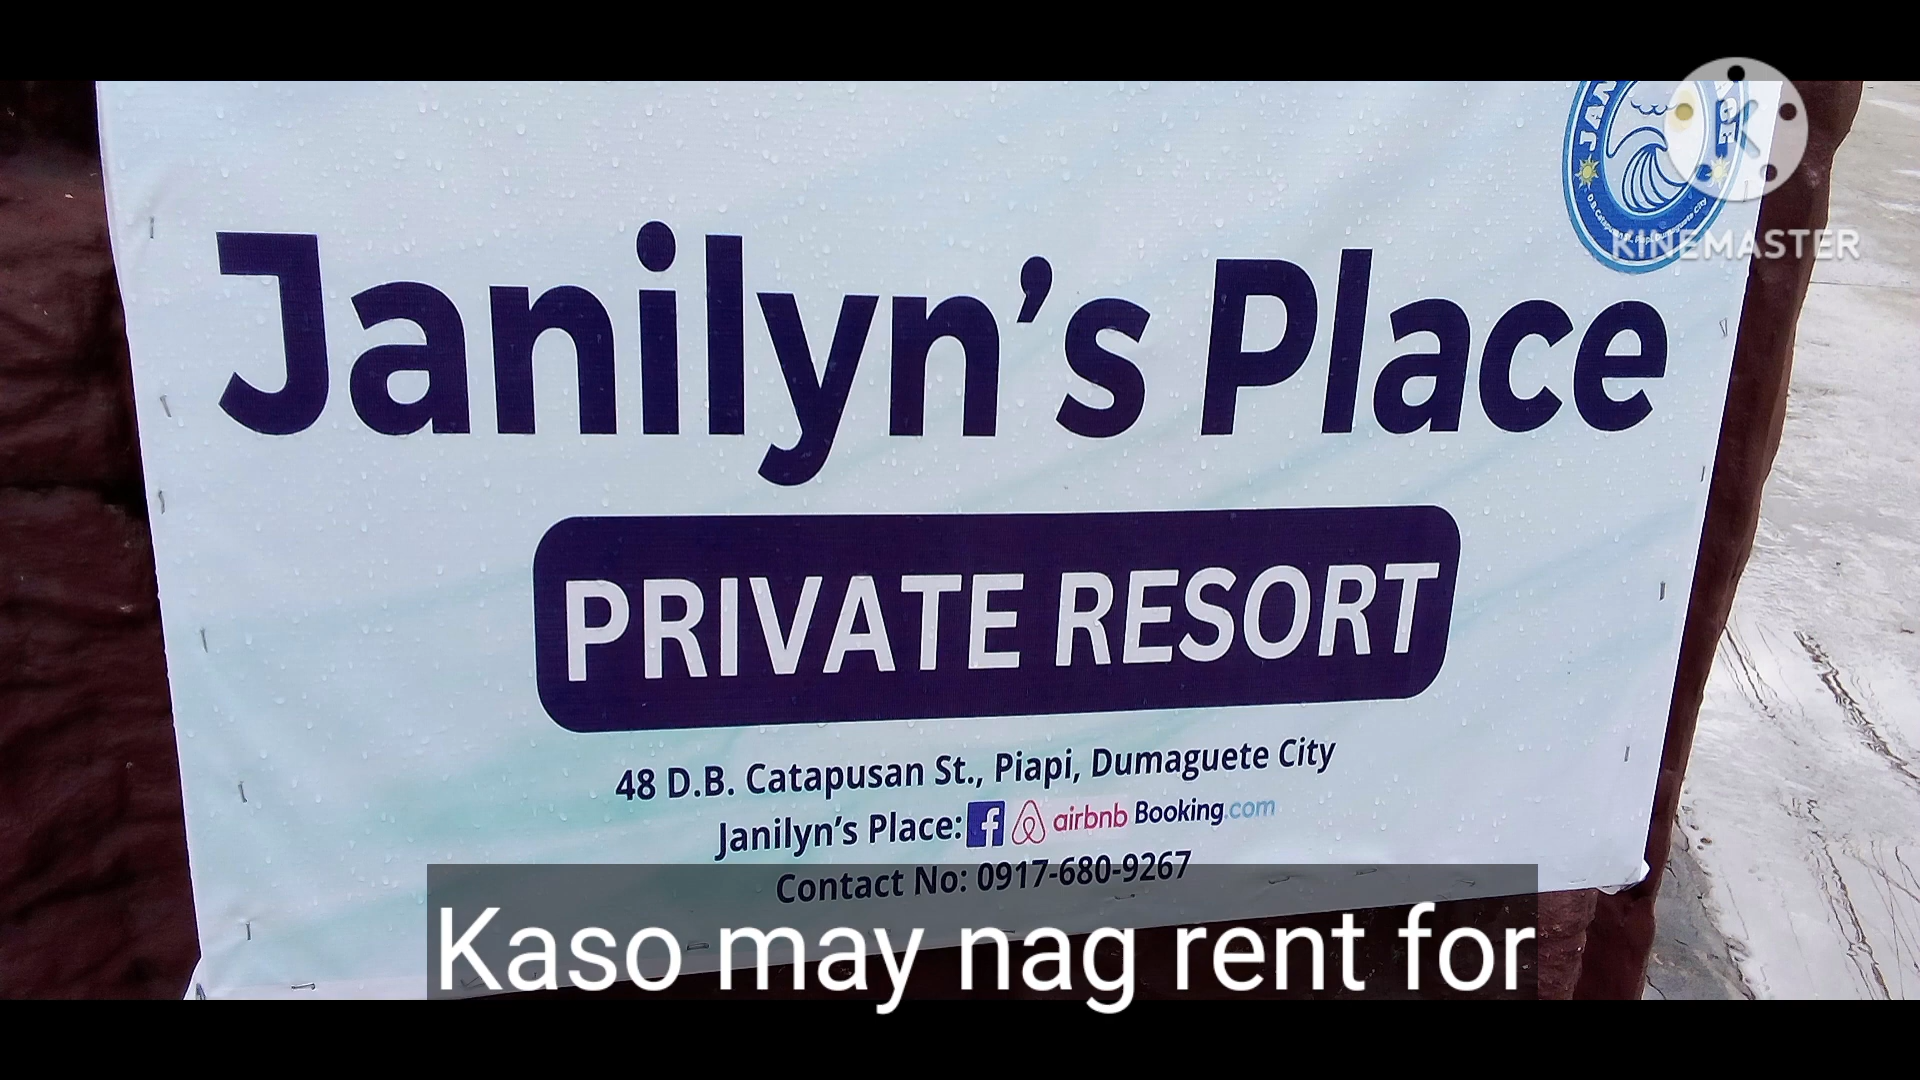 JAN
KINEMASTER
Janilyn's Place
PRIVATE RESORT
48 D.B. Catapusan St., Piapi, Dumaguete City
Janilyn's Place: f airbnb Booking.com
Contact No: 0917-680-9267
Kaso may nag rent for